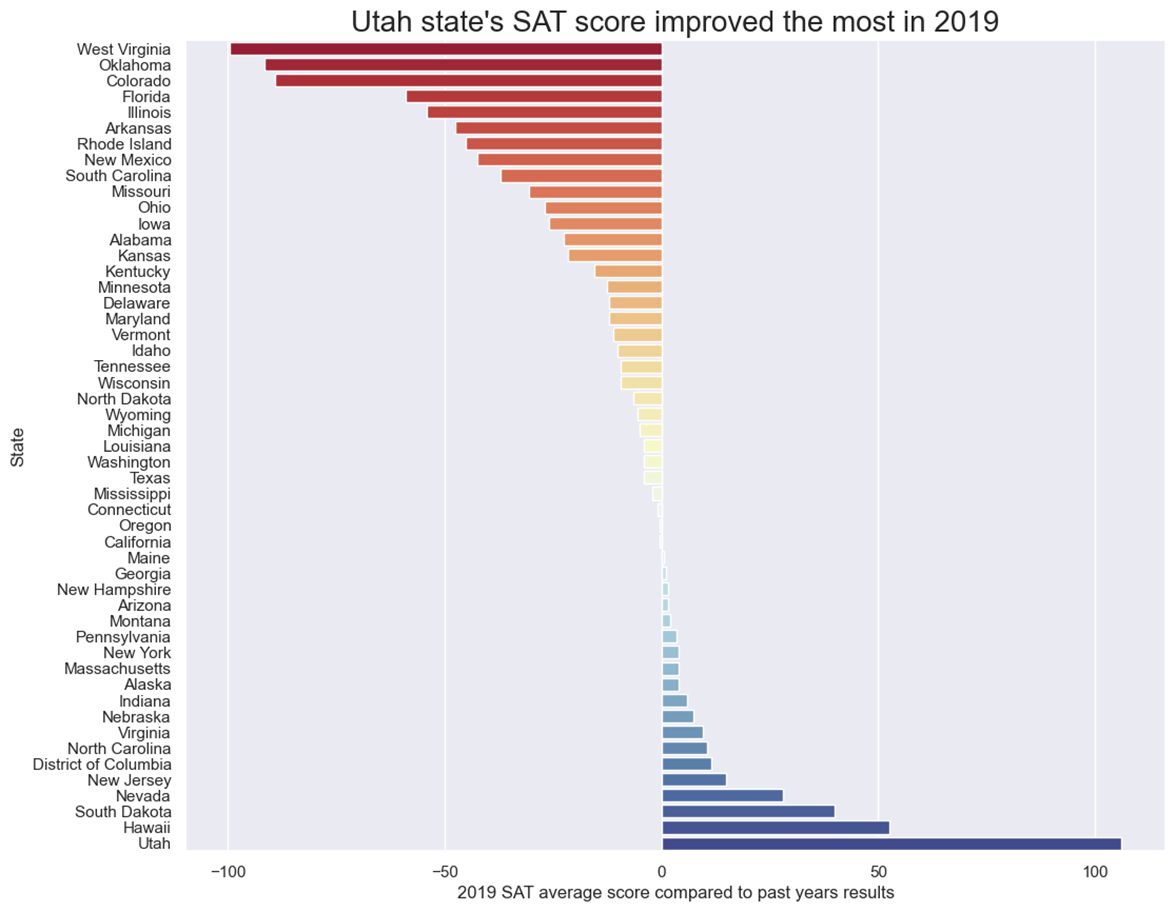 Utah state's SAT score improved the most in 2019
West Virginia
Oklahoma
Colorado
Florida
Illinois
Arkansas
Rhode Island
New Mexico
South Carolina
Missouri
Ohio
Iowa
Alabama
Kansas
Kentucky
Minnesota
Delaware
Maryland
Vermont
Idaho
Tennessee
Wisconsin
North Dakota
Wyoming
Michigan
Louisiana
Washington
Texas
Mississippi
Connecticut
Oregon
California
Maine
Georgia
New Hampshire
Arizona
Montana
Pennsylvania
New York
Massachusetts
Alaska
Indiana
Nebraska
Virginia
North Carolina
District of Columbia
New Jersey
Nevada
South Dakota
Hawaii
Utah
State
−100 −50 0 50 100
2019 SAT average score compared to past years results